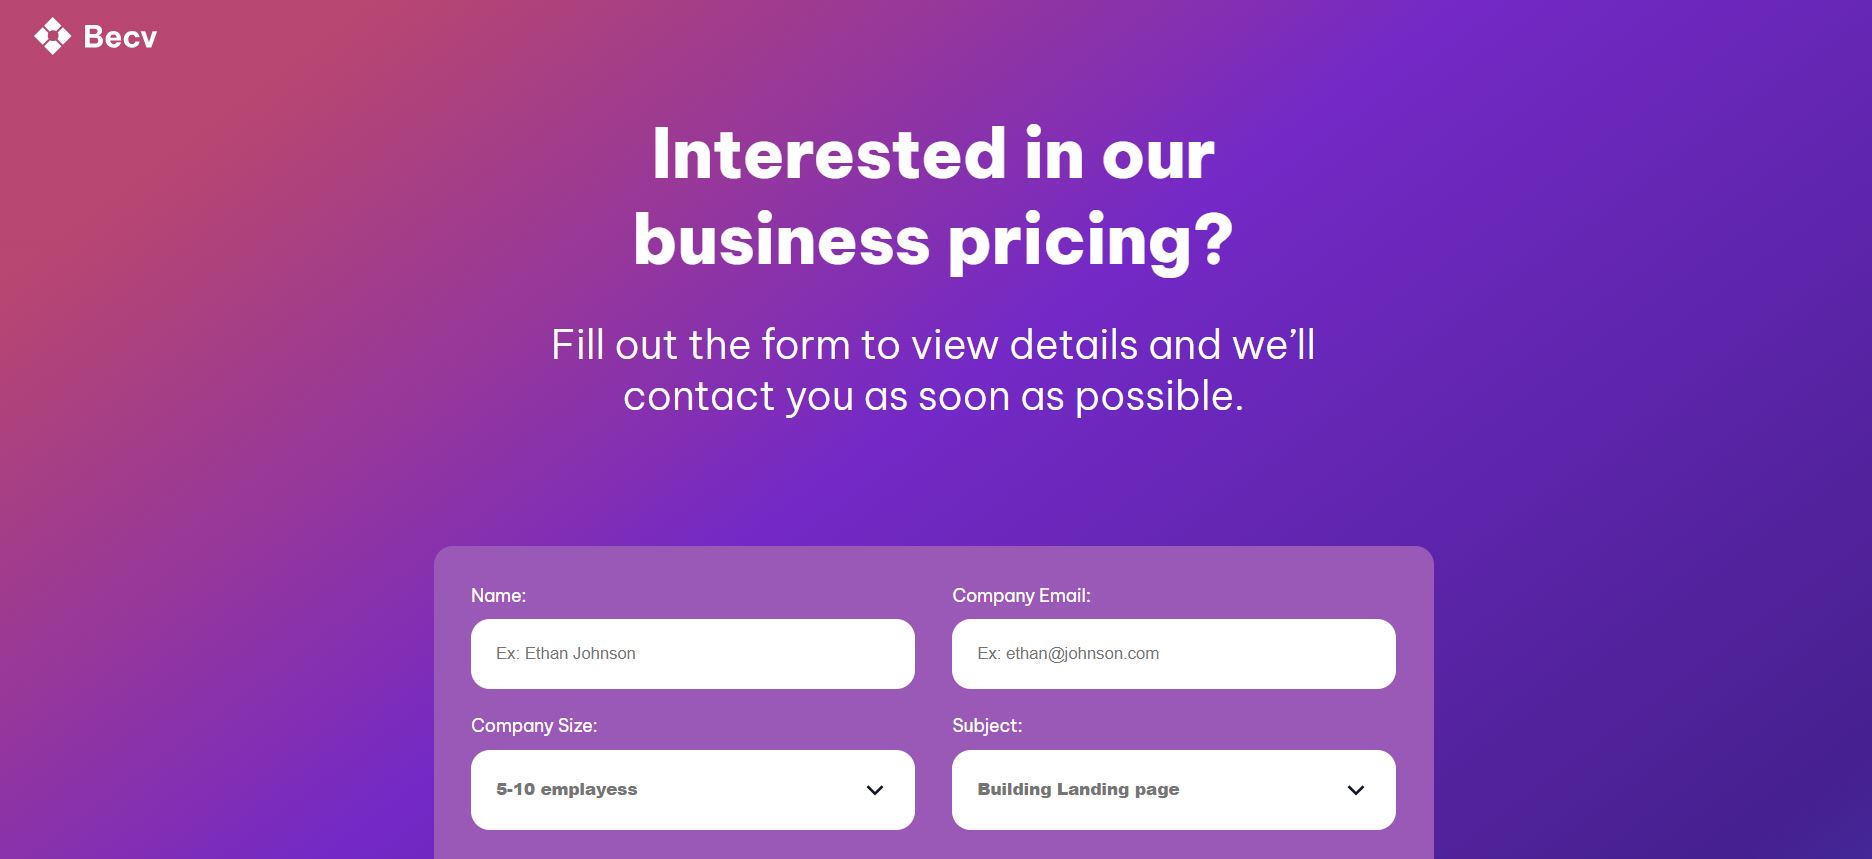 Becv
Interested in our
business pricing?
Fill out the form to view details and we’ll
contact you as soon as possible.
Name:
Company Email:
Ex: Ethan Johnson
Ex: ethan@johnson.com
Company Size:
Subject:
5-10 emplayess
Building Landing page